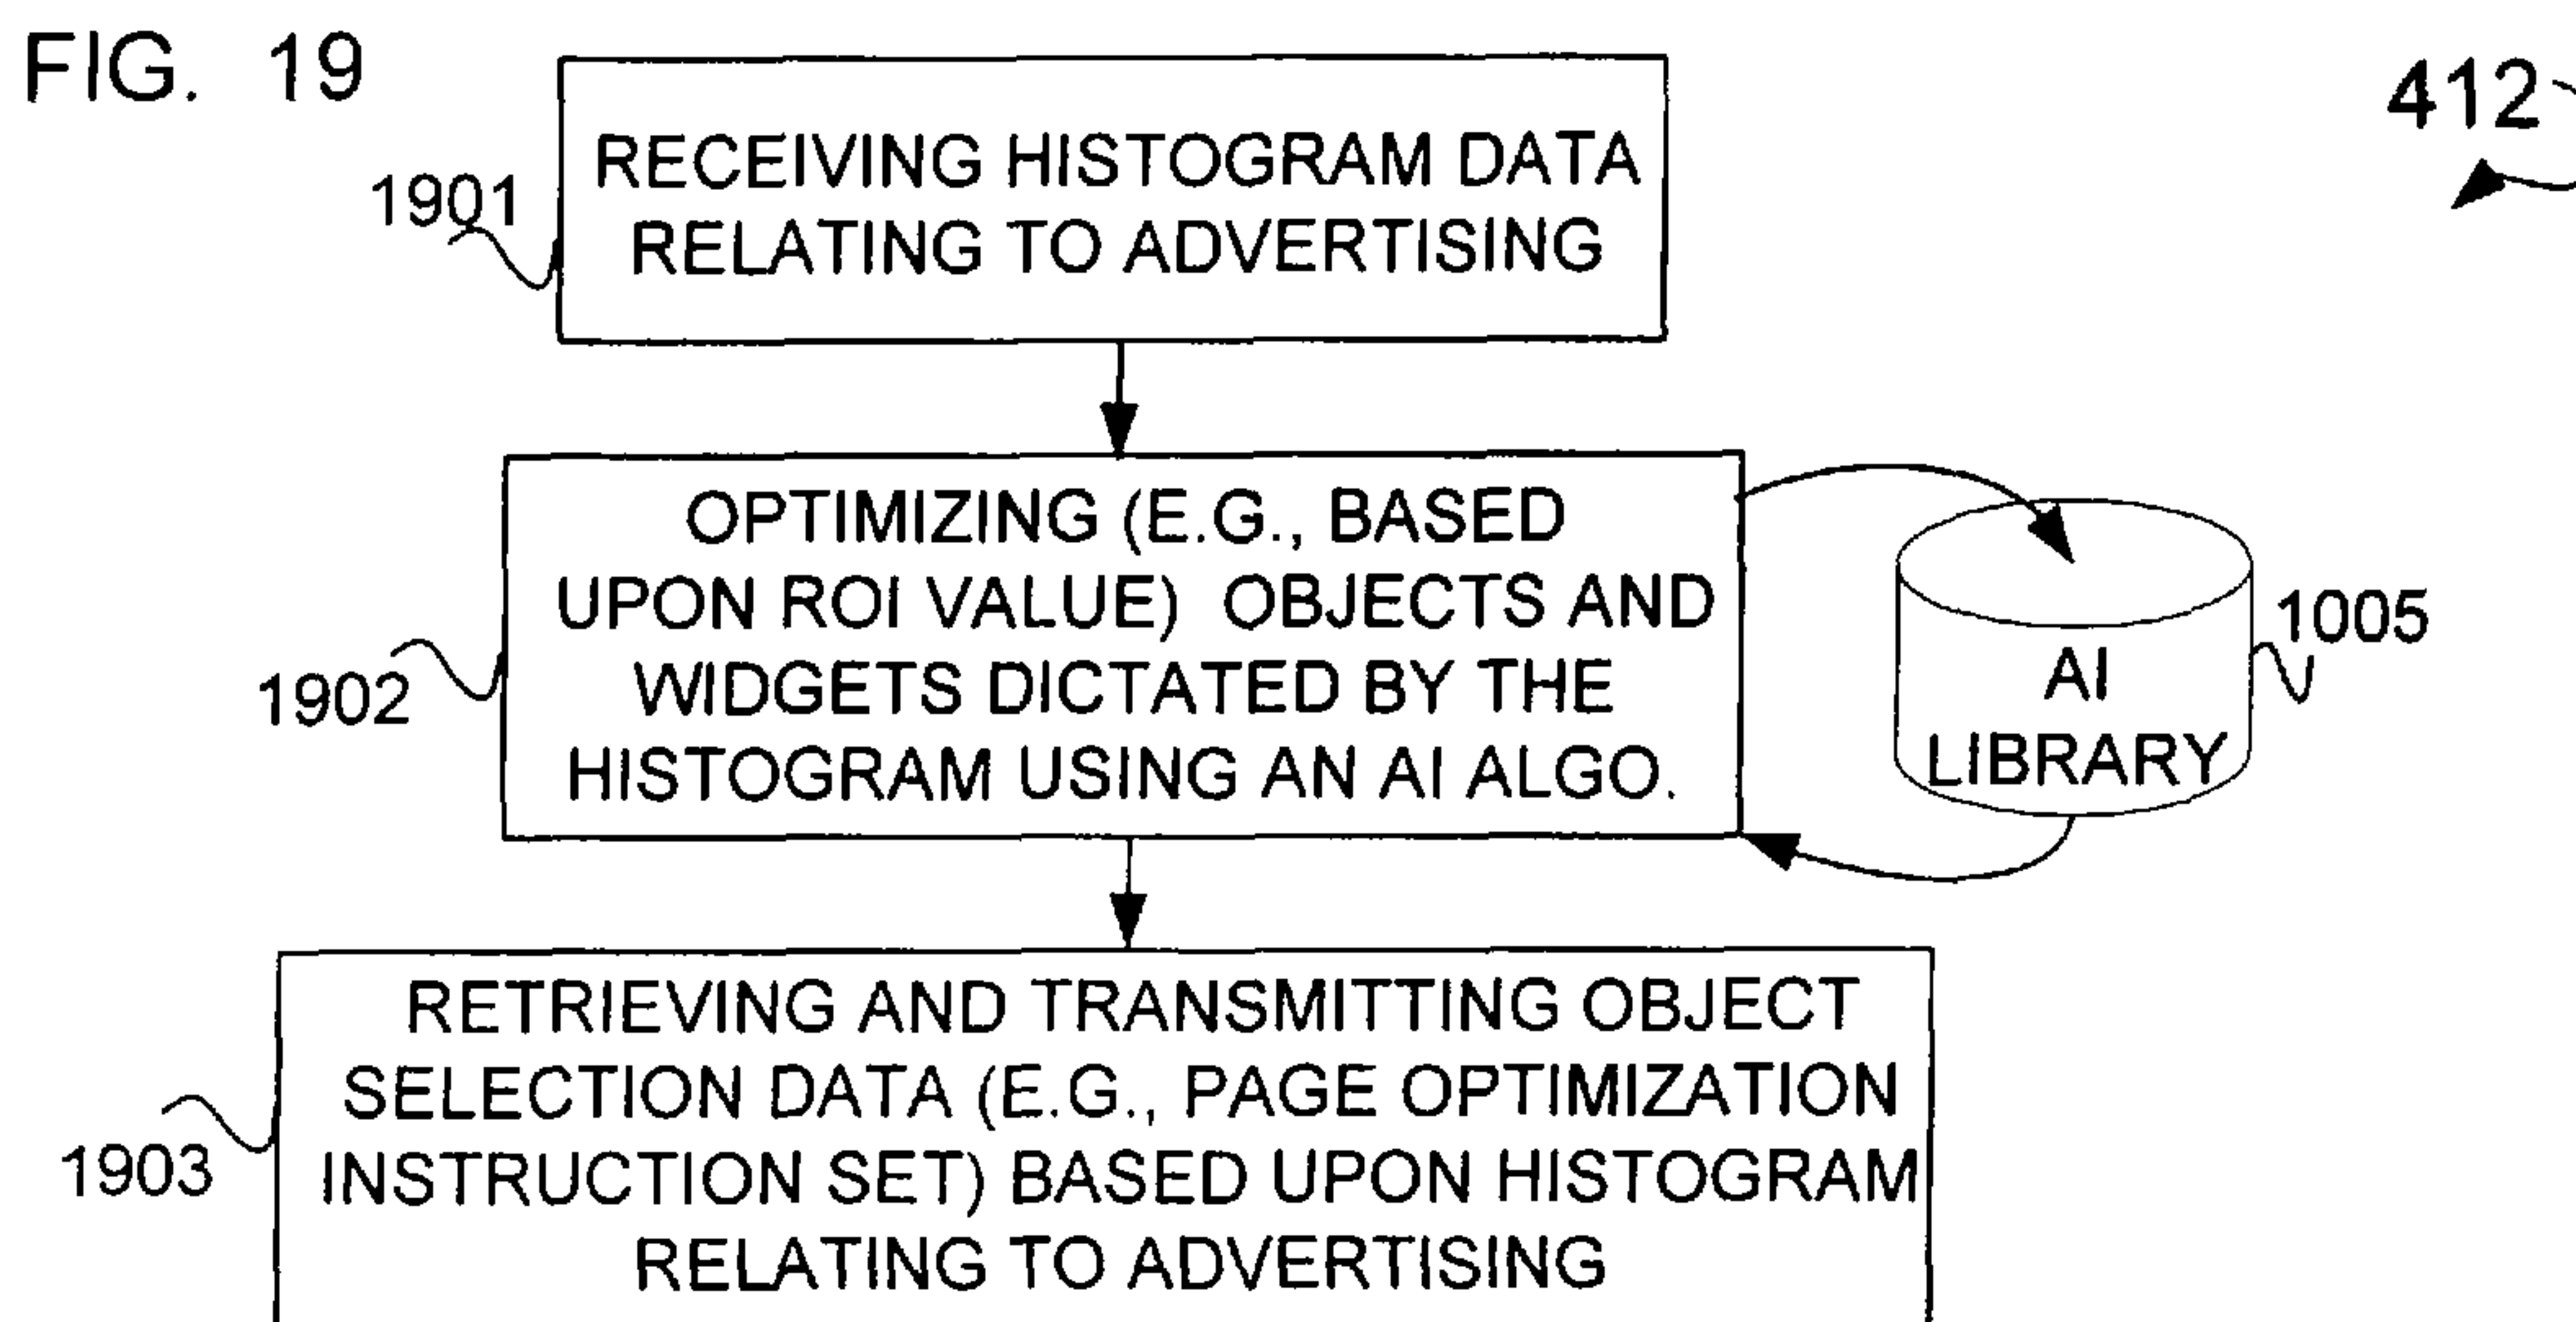 FIG. 19
412
RECEIVING HISTOGRAM DATA
RELATING TO ADVERTISING
1901
OPTIMIZING (E.G., BASED
UPON ROI VALUE) OBJECTS AND
WIDGETS DICTATED BY THE
HISTOGRAM USING AN AI ALGO.
1902
AI
LIBRARY
1005
RETRIEVING AND TRANSMITTING OBJECT
SELECTION DATA (E.G., PAGE OPTIMIZATION
INSTRUCTION SET) BASED UPON HISTOGRAM
RELATING TO ADVERTISING
1903